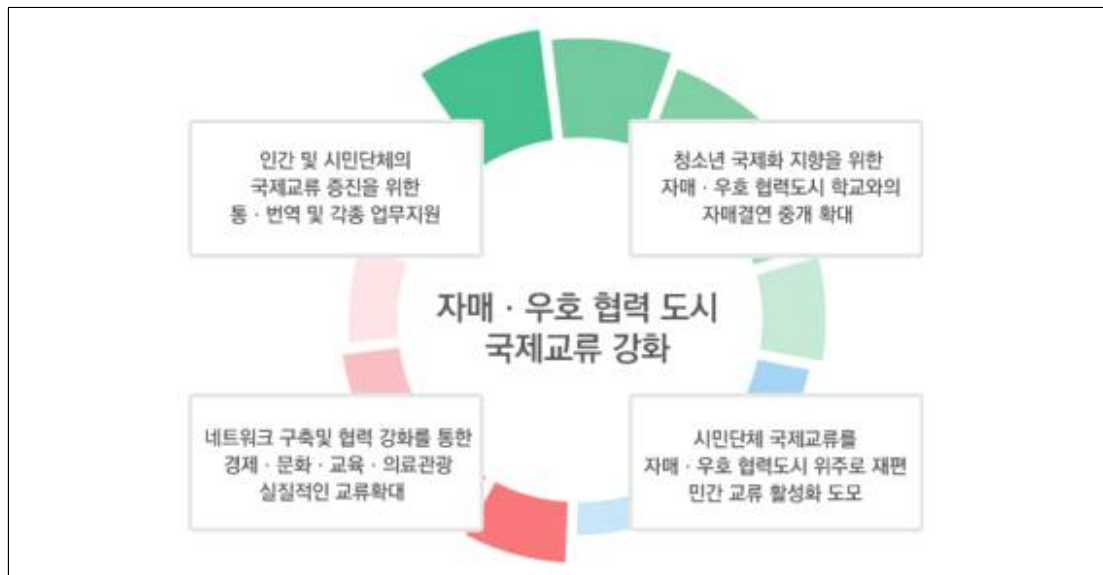 인간 및 시민단체의
국제교류 증진을 위한
통 · 번역 및 각종 업무지원
청소년 국제화 지향을 위한
자매 · 우호 협력도시 학교와의
자매결연 중개 확대
자매 · 우호 협력 도시
국제교류 강화
네트워크 구축및 협력 강화를 통한
경제 · 문화 · 교육 · 의료관광
실질적인 교류확대
시민단체 국제교류를
자매 · 우호 협력도시 위주로 재편
민간 교류 활성화 도모